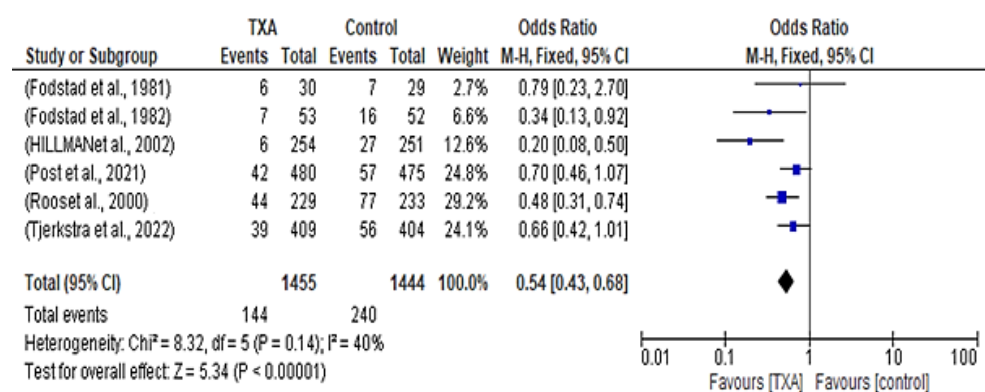 TXA Control Odds Ratio Odds Ratio
Study or Subgroup Events Total Events Total Weight M-H, Fixed, 95% CI M-H, Fixed, 95% CI
(Fodstad et al., 1981) 6 30 7 29 2.7% 0.79 [0.23, 2.70]
(Fodstad et al., 1982) 7 53 16 52 6.6% 0.34 [0.13, 0.92]
(HILLMANet al., 2002) 6 254 27 251 12.6% 0.20 [0.08, 0.50]
(Post et al., 2021) 42 480 57 475 24.8% 0.70 [0.46, 1.07]
(Rooset al., 2000) 44 229 77 233 29.2% 0.48 [0.31, 0.74]
(Tjerkstra et al., 2022) 39 409 56 404 24.1% 0.66 [0.42, 1.01]
Total (95% CI) 1455 1444 100.0% 0.54 [0.43, 0.68]
Total events 144 240
Heterogeneity: Chi² = 8.32, df = 5 (P = 0.14); I² = 40%
Test for overall effect: Z = 5.34 (P < 0.00001)
0.01 0.1 1 10 100
Favours [TXA] Favours [control]